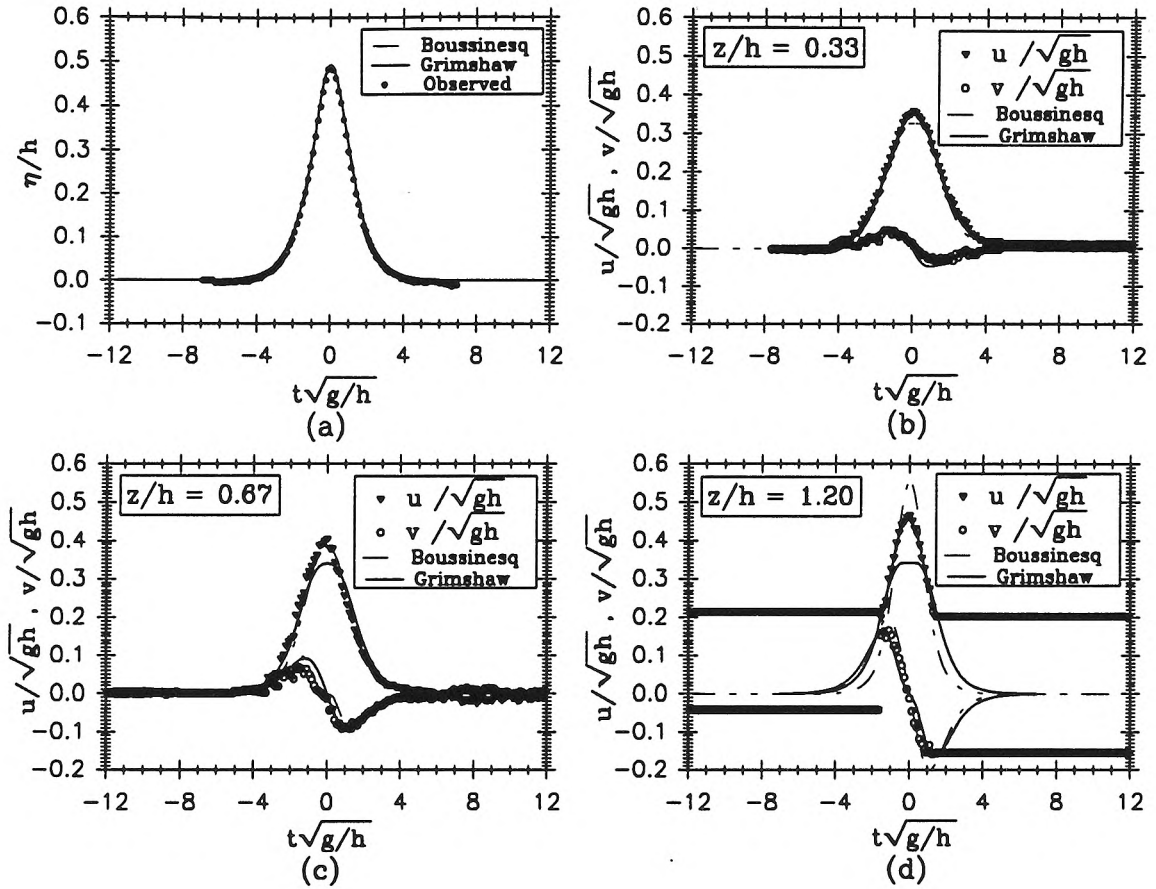 0.6
0.5
0.4
0.3
0.2
0.1
0.0
−0.1
η/h
Boussinesq
Grimshaw
Observed
−12 −8 −4 0 4 8 12
t√g/h
(a)
0.6
0.5
0.4
0.3
0.2
0.1
0.0
−0.1
−0.2
u/√gh , v/√gh
z/h = 0.33
u /√gh
v /√gh
Boussinesq
Grimshaw
−12 −8 −4 0 4 8 12
t√g/h
(b)
0.6
0.5
0.4
0.3
0.2
0.1
0.0
−0.1
−0.2
u/√gh , v/√gh
z/h = 0.67
u /√gh
v /√gh
Boussinesq
Grimshaw
−12 −8 −4 0 4 8 12
t√g/h
(c)
0.6
0.5
0.4
0.3
0.2
0.1
0.0
−0.1
−0.2
u/√gh , v/√gh
z/h = 1.20
u /√gh
v /√gh
Boussinesq
Grimshaw
−12 −8 −4 0 4 8 12
t√g/h
(d)